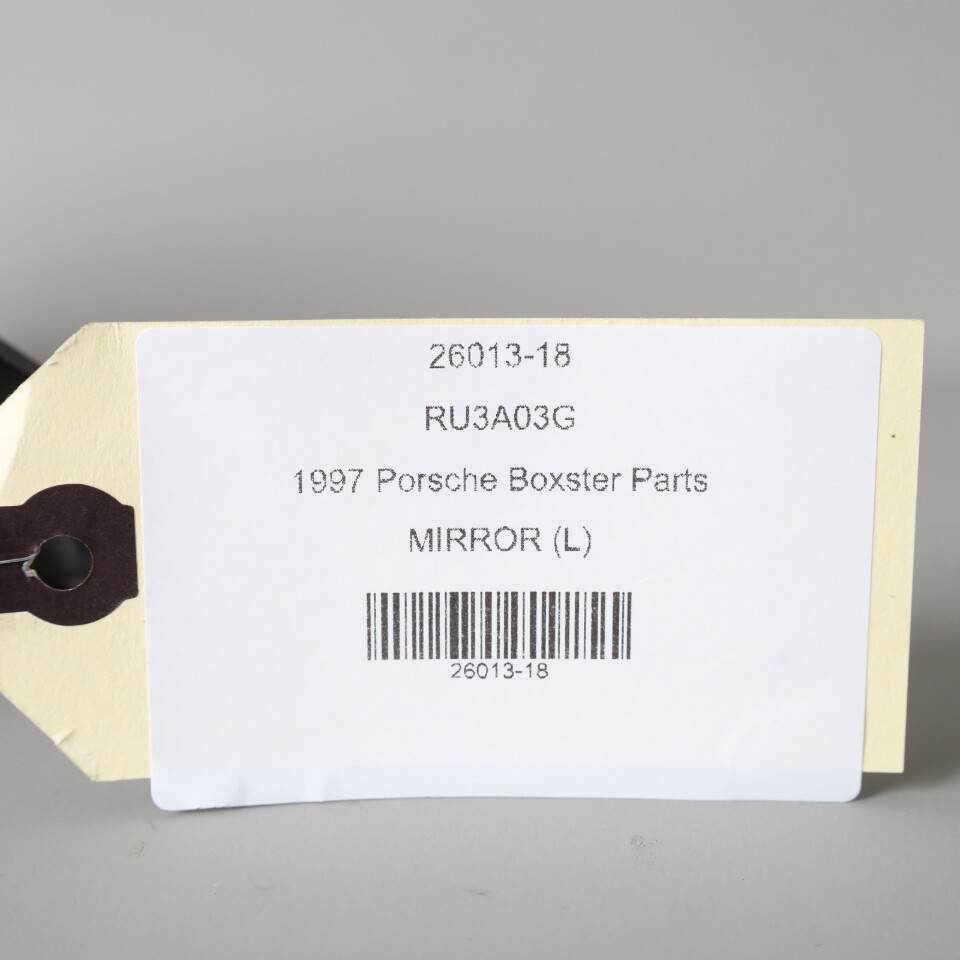 26013-18
RU3A03G
1997 Porsche Boxster Parts
MIRROR (L)
26013-18